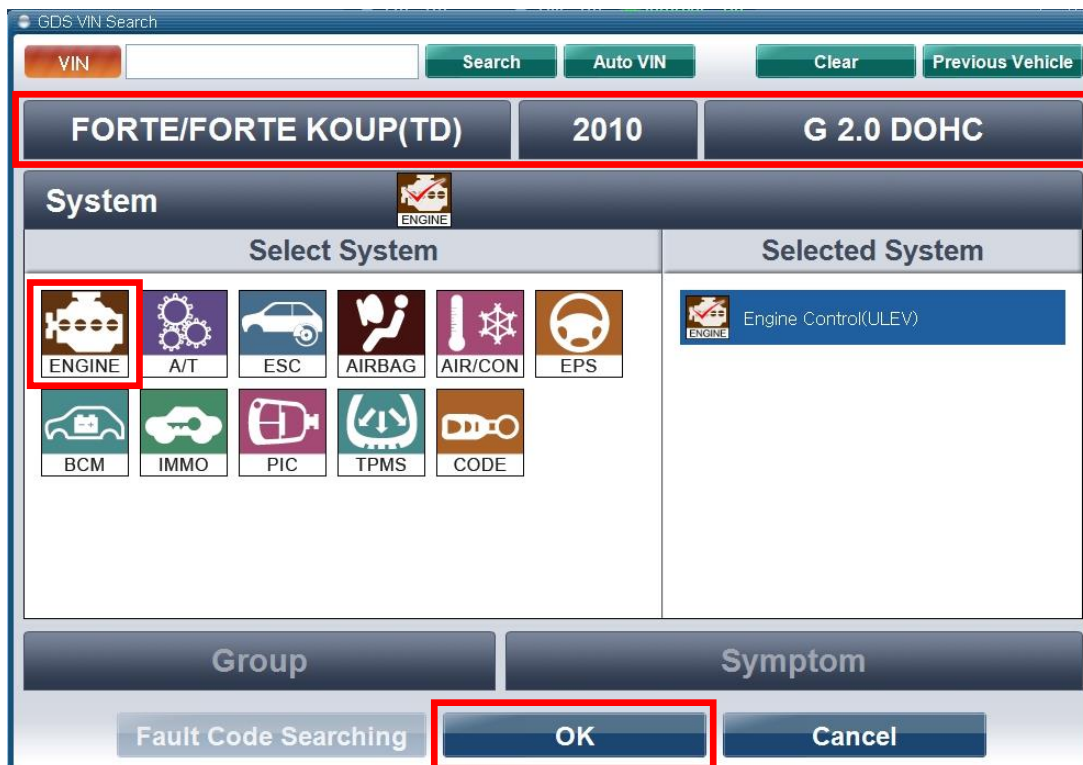 GDS VIN Search
VIN Search Auto VIN Clear Previous Vehicle
FORTE/FORTE KOUP(TD) 2010 G 2.0 DOHC
System ENGINE
Select System Selected System
ENGINE Engine Control(ULEV)
ENGINE A/T ESC AIRBAG AIR/CON EPS
BCM IMMO PIC TPMS CODE
Group Symptom
Fault Code Searching OK Cancel